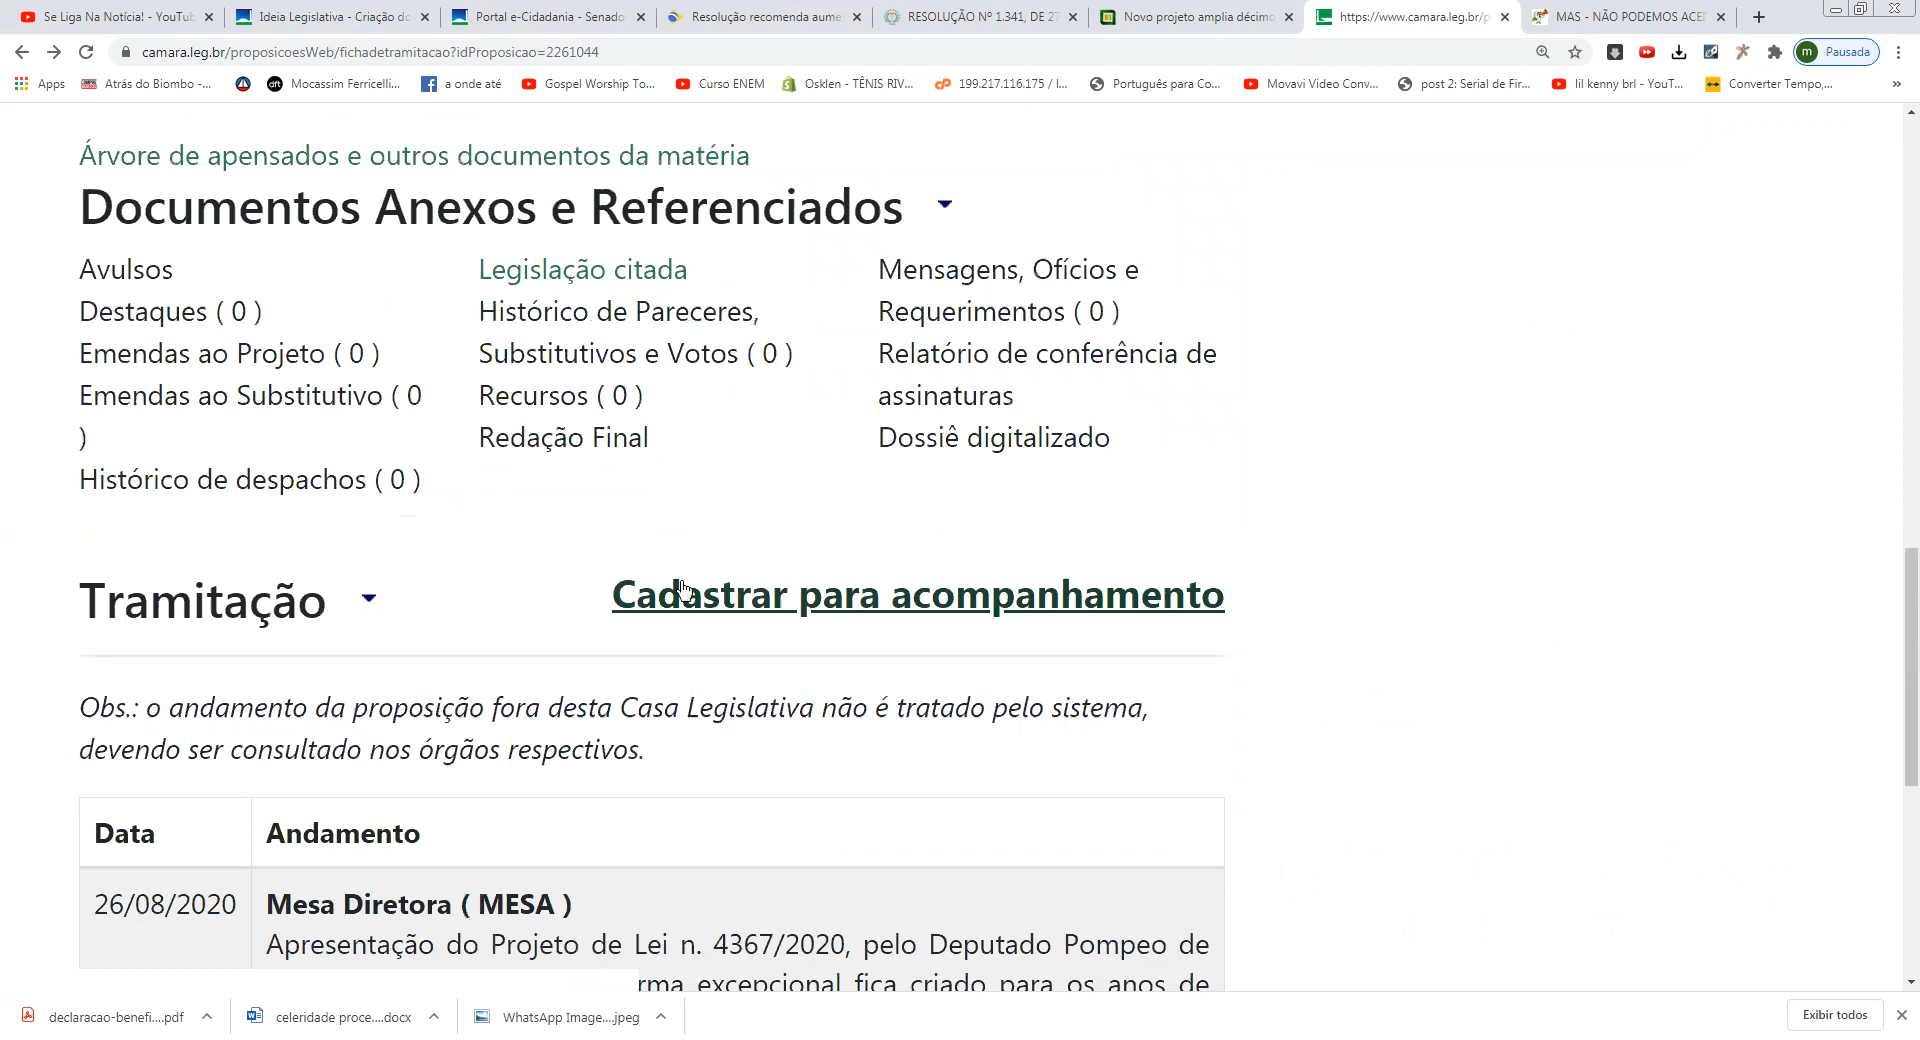 Se Liga Na Notícia! - YouTub
Ideia Legislativa - Criação do
Portal e-Cidadania - Senado
Resolução recomenda aume
RESOLUÇÃO Nº 1.341, DE 27
Novo projeto amplia décimo
https://www.camara.leg.br/p
MAS - NÃO PODEMOS ACEI
camara.leg.br/proposicoesWeb/fichadetramitacao?idProposicao=2261044
m Pausada
Apps
Atrás do Biombo -...
Mocassim Ferricelli...
a onde até
Gospel Worship To...
Curso ENEM
Osklen - TÊNIS RIV...
199.217.116.175 / l...
Português para Co...
Movavi Video Conv...
post 2: Serial de Fir...
lil kenny brl - YouT...
Converter Tempo,...
Árvore de apensados e outros documentos da matéria
Documentos Anexos e Referenciados
Avulsos
Destaques ( 0 )
Emendas ao Projeto ( 0 )
Emendas ao Substitutivo ( 0
)
Histórico de despachos ( 0 )
Legislação citada
Histórico de Pareceres,
Substitutivos e Votos ( 0 )
Recursos ( 0 )
Redação Final
Mensagens, Ofícios e
Requerimentos ( 0 )
Relatório de conferência de
assinaturas
Dossiê digitalizado
Tramitação
Cadastrar para acompanhamento
Obs.: o andamento da proposição fora desta Casa Legislativa não é tratado pelo sistema,
devendo ser consultado nos órgãos respectivos.
Data
Andamento
26/08/2020
Mesa Diretora ( MESA )
Apresentação do Projeto de Lei n. 4367/2020, pelo Deputado Pompeo de
rma excepcional fica criado para os anos de
declaracao-benefi....pdf
celeridade proce....docx
WhatsApp Image....jpeg
Exibir todos